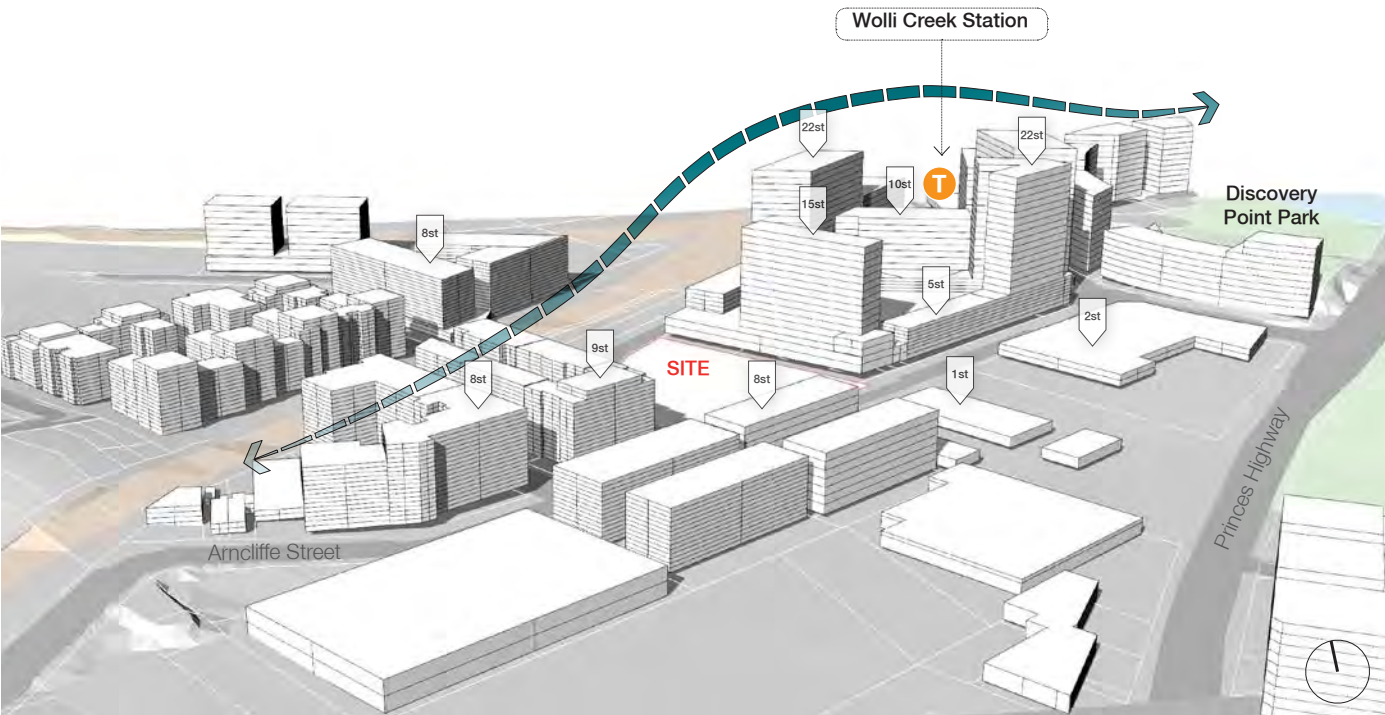 Wolli Creek Station
22st
22st
10st
T
15st
Discovery
Point Park
8st
5st
2st
9st
SITE
8st
8st
1st
Princes Highway
Arncliffe Street